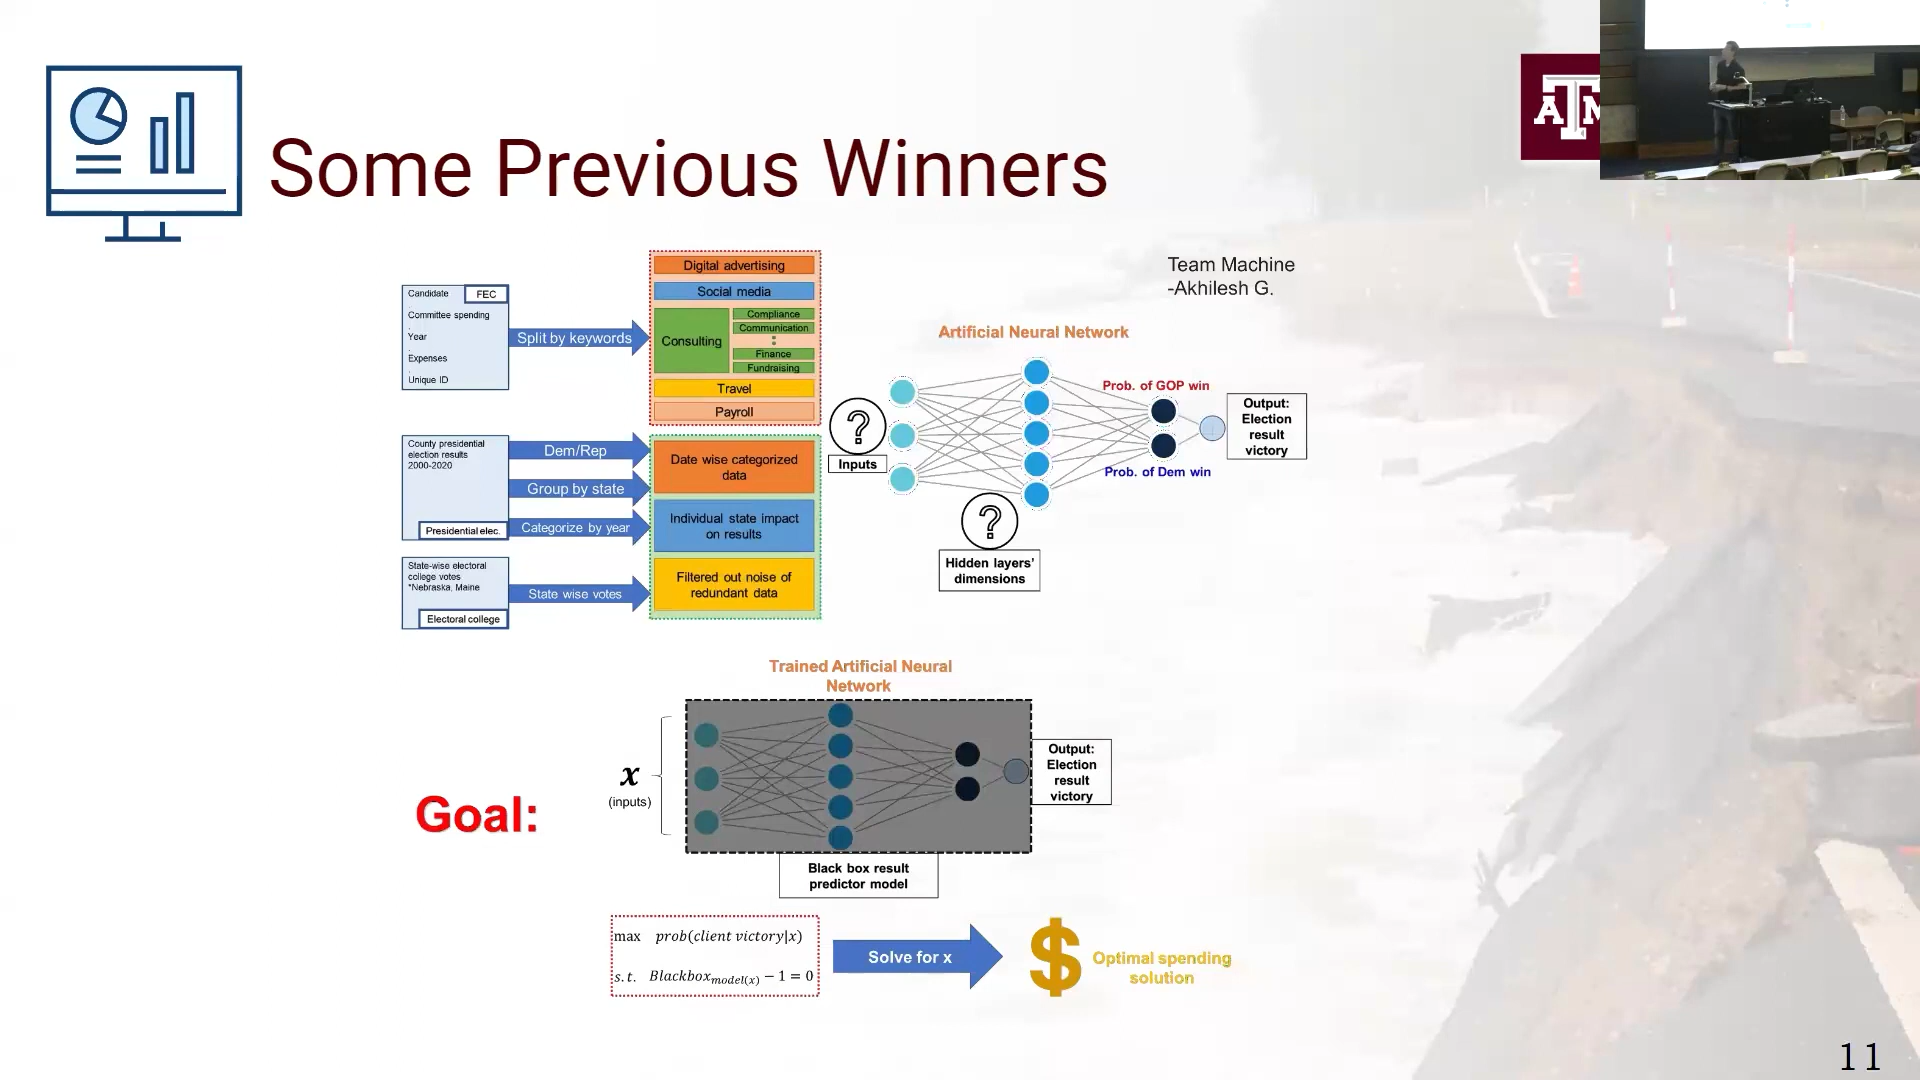 Some Previous Winners
ATM
Team Machine
-Akhilesh G.
Candidate
FEC
Committee spending
.
Year
.
Expenses
.
Unique ID
Split by keywords
Digital advertising
Social media
Consulting
Compliance
Communication
Finance
Fundraising
Travel
Payroll
County presidential
election results
2000-2020
Presidential elec.
Dem/Rep
Group by state
Categorize by year
Date wise categorized
data
Individual state impact
on results
State-wise electoral
college votes
*Nebraska, Maine
Electoral college
State wise votes
Filtered out noise of
redundant data
Artificial Neural Network
?
Inputs
Prob. of GOP win
Prob. of Dem win
Output:
Election
result
victory
?
Hidden layers'
dimensions
Trained Artificial Neural
Network
Goal:
x
(inputs)
Output:
Election
result
victory
Black box result
predictor model
max prob(client victory|x)
s.t. Blackbox model(x) − 1 = 0
Solve for x
$
Optimal spending
solution
11